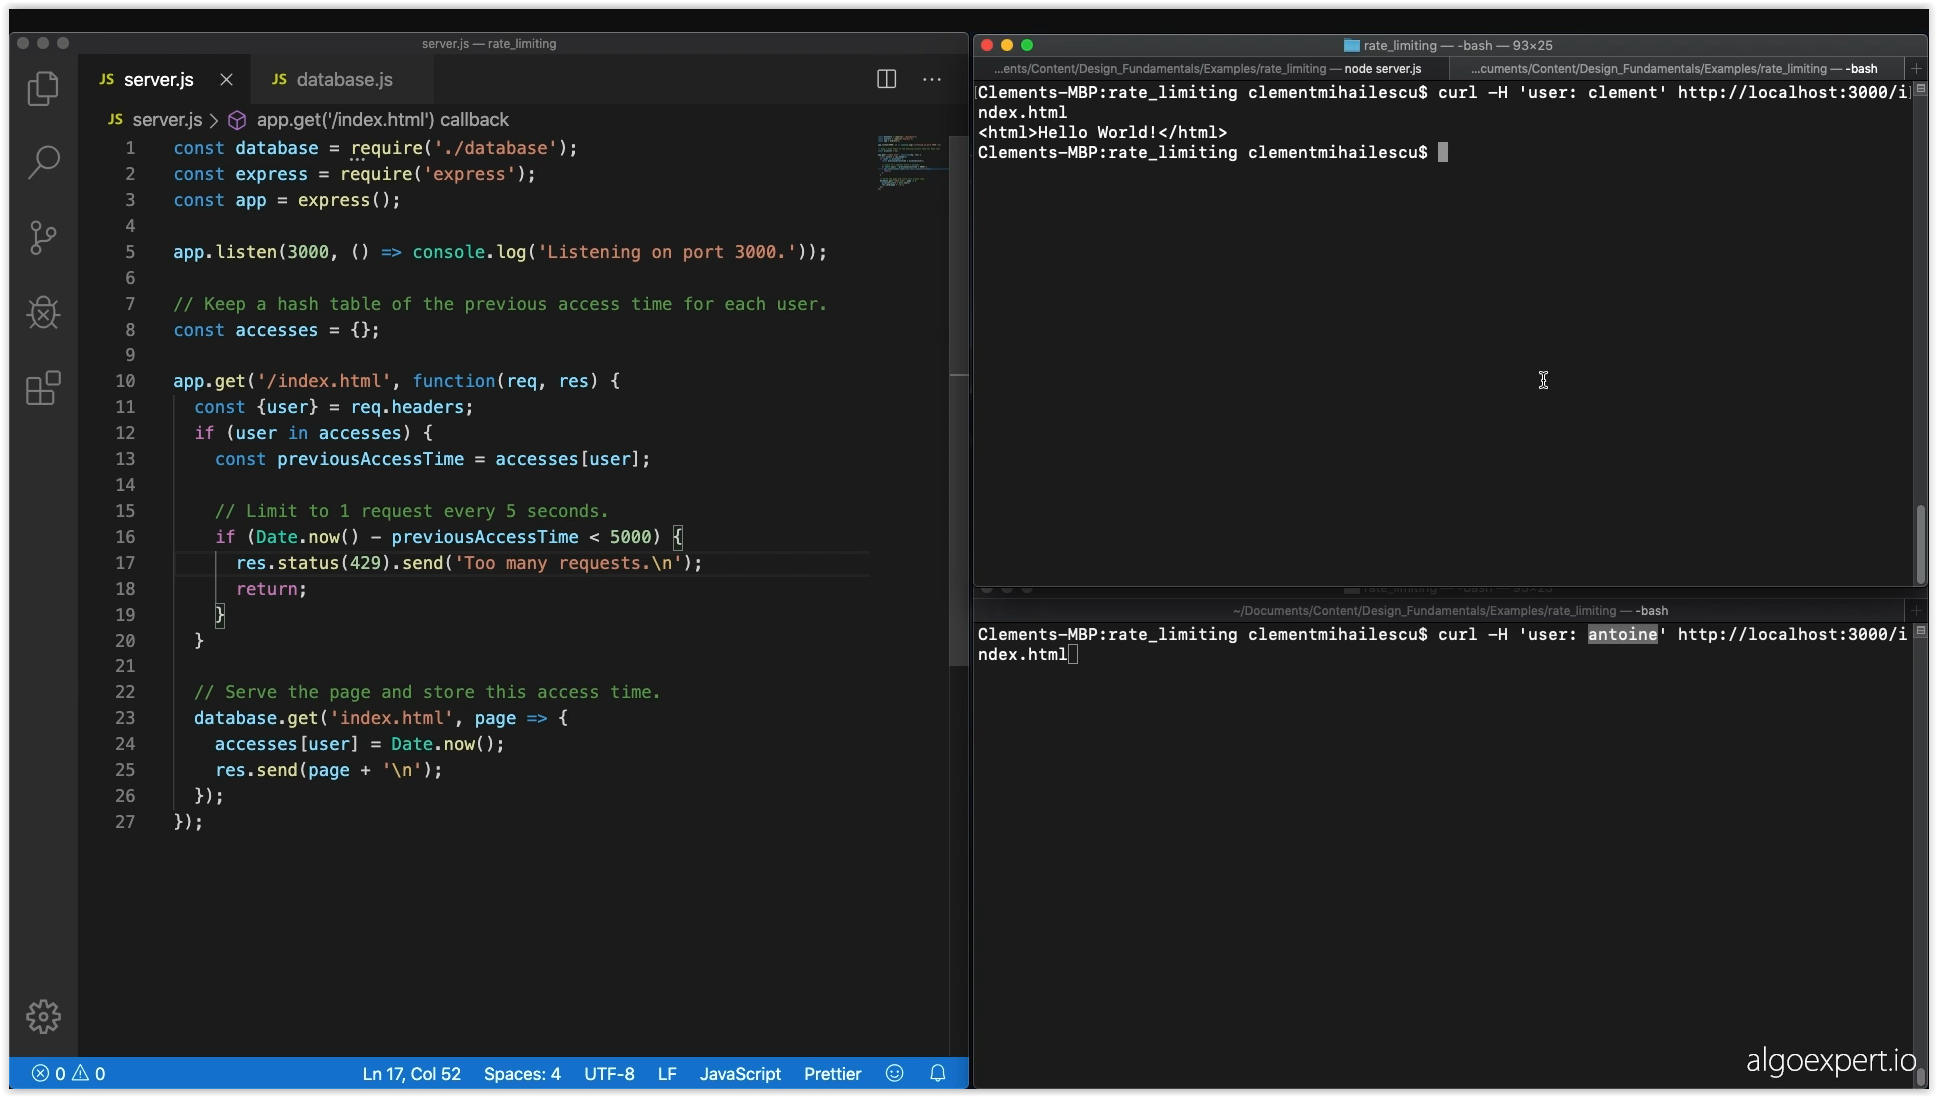 server.js — rate_limiting
JS server.js
JS database.js
JS server.js > app.get('/index.html') callback
1 const database = require('./database');
2 const express = require('express');
3 const app = express();
4
5 app.listen(3000, () => console.log('Listening on port 3000.'));
6
7 // Keep a hash table of the previous access time for each user.
8 const accesses = {};
9
10 app.get('/index.html', function(req, res) {
11 const {user} = req.headers;
12 if (user in accesses) {
13 const previousAccessTime = accesses[user];
14
15 // Limit to 1 request every 5 seconds.
16 if (Date.now() - previousAccessTime < 5000) {
17 res.status(429).send('Too many requests.\n');
18 return;
19 }
20 }
21
22 // Serve the page and store this access time.
23 database.get('index.html', page => {
24 accesses[user] = Date.now();
25 res.send(page + '\n');
26 });
27 });
0 0 Ln 17, Col 52 Spaces: 4 UTF-8 LF JavaScript Prettier
rate_limiting — -bash — 93×25
...ents/Content/Design_Fundamentals/Examples/rate_limiting — node server.js
...cuments/Content/Design_Fundamentals/Examples/rate_limiting — -bash
Clements-MBP:rate_limiting clementmihailescu$ curl -H 'user: clement' http://localhost:3000/i
ndex.html
<html>Hello World!</html>
Clements-MBP:rate_limiting clementmihailescu$
rate_limiting — -bash — 93×25
~/Documents/Content/Design_Fundamentals/Examples/rate_limiting — -bash
Clements-MBP:rate_limiting clementmihailescu$ curl -H 'user: antoine' http://localhost:3000/i
ndex.html
algoexpert.io